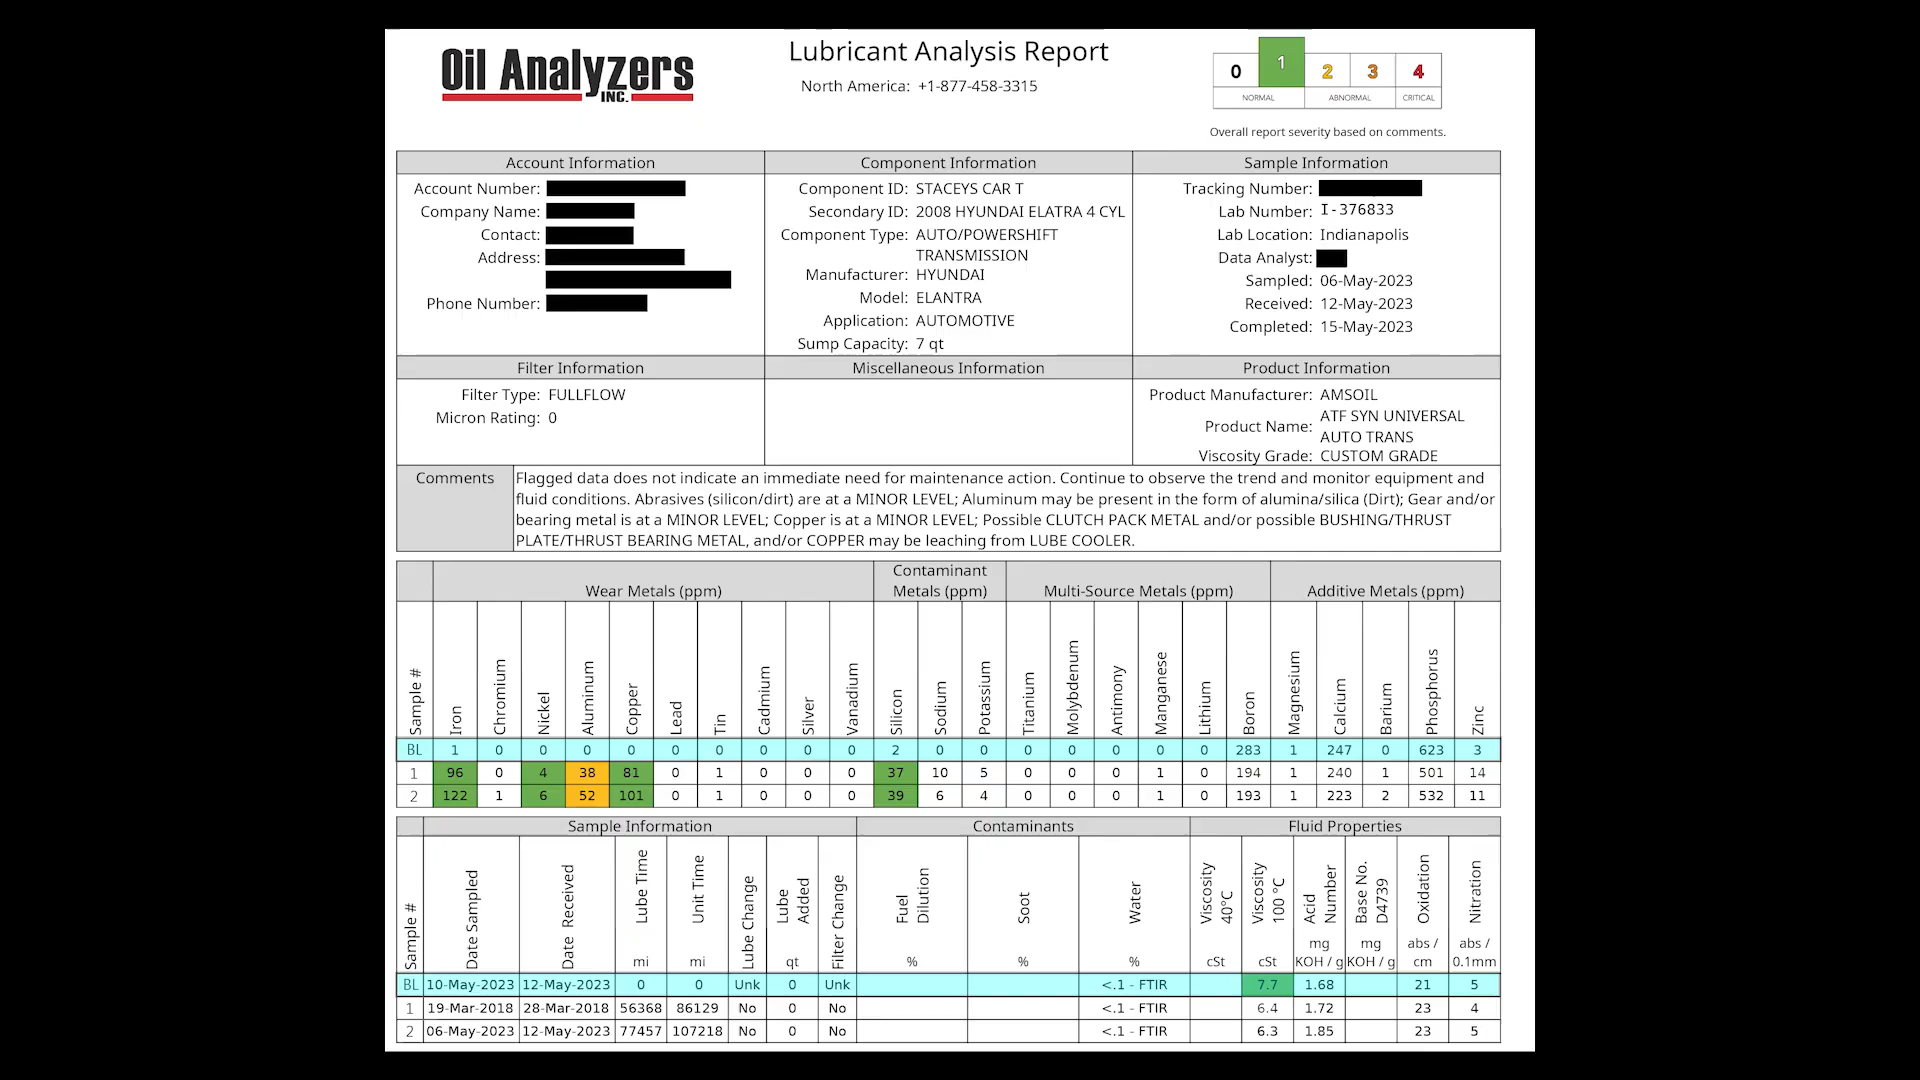 Oil Analyzers
INC.
Lubricant Analysis Report
North America: +1-877-458-3315
0 1 2 3 4
NORMAL ABNORMAL CRITICAL
Overall report severity based on comments.
Account Information
Account Number:
Company Name:
Contact:
Address:
Phone Number:
Component Information
Component ID: STACEYS CAR T
Secondary ID: 2008 HYUNDAI ELATRA 4 CYL
Component Type: AUTO/POWERSHIFT
TRANSMISSION
Manufacturer: HYUNDAI
Model: ELANTRA
Application: AUTOMOTIVE
Sump Capacity: 7 qt
Sample Information
Tracking Number:
Lab Number: I-376833
Lab Location: Indianapolis
Data Analyst:
Sampled: 06-May-2023
Received: 12-May-2023
Completed: 15-May-2023
Filter Information
Filter Type: FULLFLOW
Micron Rating: 0
Miscellaneous Information
Product Information
Product Manufacturer: AMSOIL
Product Name: ATF SYN UNIVERSAL
AUTO TRANS
Viscosity Grade: CUSTOM GRADE
Comments
Flagged data does not indicate an immediate need for maintenance action. Continue to observe the trend and monitor equipment and
fluid conditions. Abrasives (silicon/dirt) are at a MINOR LEVEL; Aluminum may be present in the form of alumina/silica (Dirt); Gear and/or
bearing metal is at a MINOR LEVEL; Copper is at a MINOR LEVEL; Possible CLUTCH PACK METAL and/or possible BUSHING/THRUST
PLATE/THRUST BEARING METAL, and/or COPPER may be leaching from LUBE COOLER.
Wear Metals (ppm) Contaminant Metals (ppm) Multi-Source Metals (ppm) Additive Metals (ppm)
Sample # Iron Chromium Nickel Aluminum Copper Lead Tin Cadmium Silver Vanadium Silicon Sodium Potassium Titanium Molybdenum Antimony Manganese Lithium Boron Magnesium Calcium Barium Phosphorus Zinc
BL 1 0 0 0 0 0 0 0 0 0 2 0 0 0 0 0 0 0 283 1 247 0 623 3
1 96 0 4 38 81 0 1 0 0 0 37 10 5 0 0 0 1 0 194 1 240 1 501 14
2 122 1 6 52 101 0 1 0 0 0 39 6 4 0 0 0 1 0 193 1 223 2 532 11
Sample Information Contaminants Fluid Properties
Sample # Date Sampled Date Received Lube Time Unit Time Lube Change Lube Added Filter Change Fuel Dilution Soot Water Viscosity 40°C Viscosity 100 °C Acid Number Base No. D4739 Oxidation Nitration
mi mi qt % % % cSt cSt mg KOH / g mg KOH / g abs / cm abs / 0.1mm
BL 10-May-2023 12-May-2023 0 0 Unk 0 Unk <.1 - FTIR 7.7 1.68 21 5
1 19-Mar-2018 28-Mar-2018 56368 86129 No 0 No <.1 - FTIR 6.4 1.72 23 4
2 06-May-2023 12-May-2023 77457 107218 No 0 No <.1 - FTIR 6.3 1.85 23 5